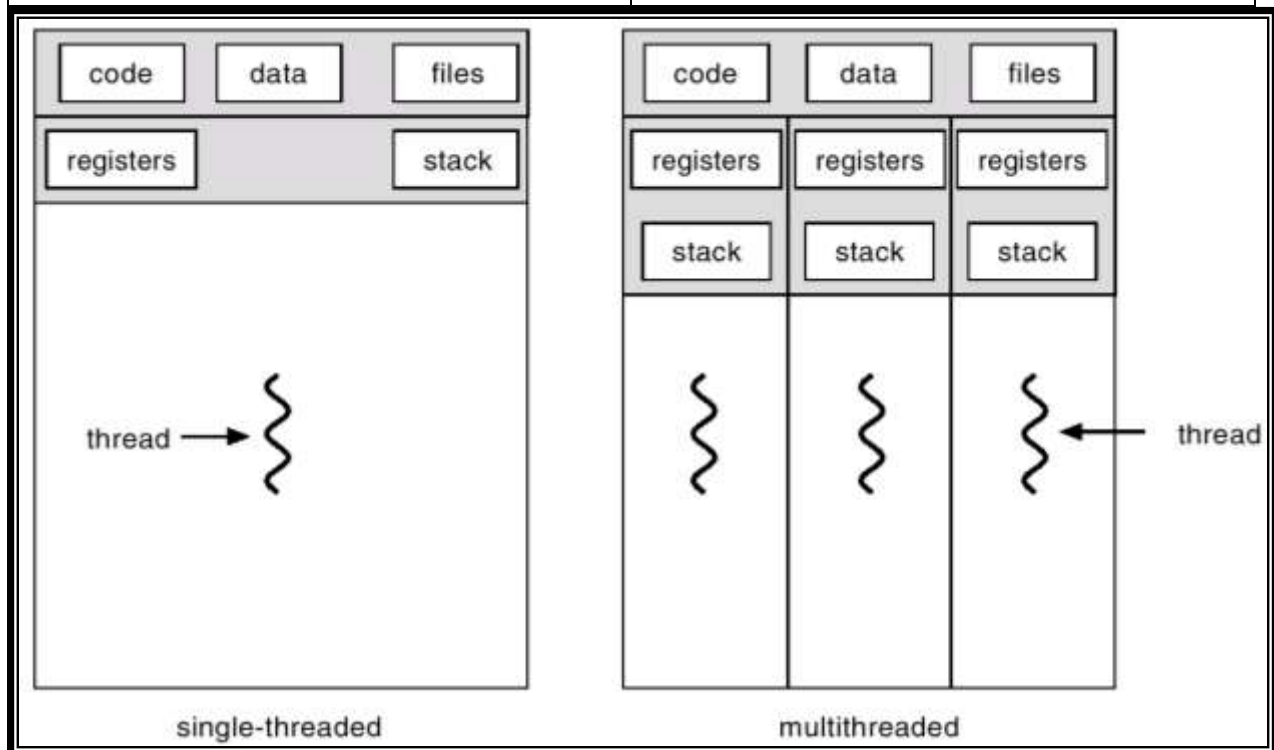 code data files code data files
registers stack registers registers registers
stack stack stack
thread thread
single-threaded multithreaded